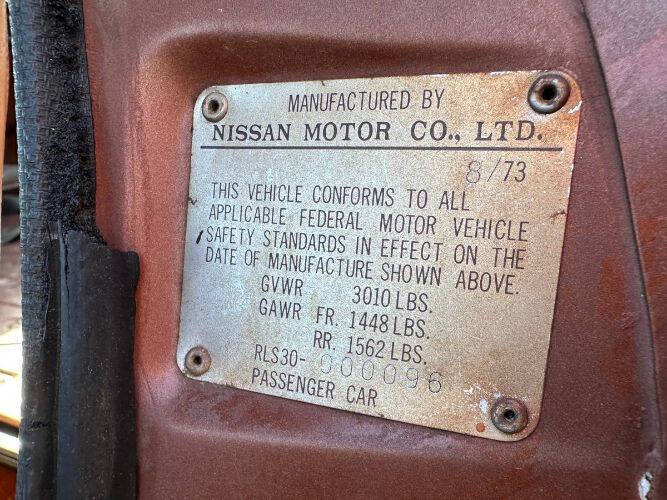 MANUFACTURED BY
NISSAN MOTOR CO., LTD.
8/73
THIS VEHICLE CONFORMS TO ALL
APPLICABLE FEDERAL MOTOR VEHICLE
SAFETY STANDARDS IN EFFECT ON THE
DATE OF MANUFACTURE SHOWN ABOVE.
GVWR 3010 LBS.
GAWR FR. 1448 LBS.
RR. 1562 LBS.
RLS30-000096
PASSENGER CAR